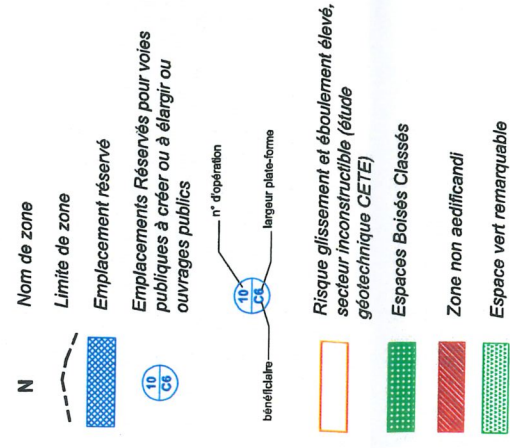 N Nom de zone
Limite de zone
Emplacement réservé
10
C6
Emplacements Réservés pour voies
publiques à créer ou à élargir ou
ouvrages publics
n° d'opération
10
C6
bénéficiaire
largeur plate-forme
Risque glissement et éboulement élevé,
secteur inconstructible (étude
géotechnique CETE)
Espaces Boisés Classés
Zone non aedificandi
Espace vert remarquable